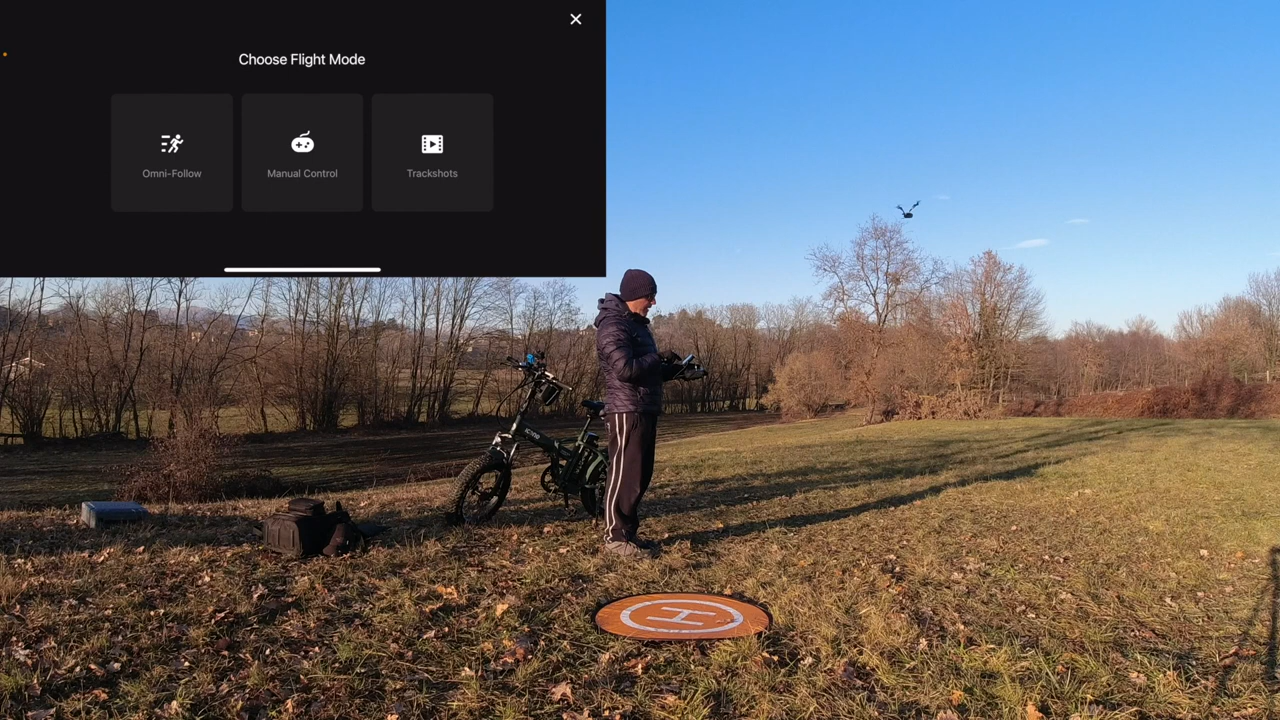 Choose Flight Mode
Omni-Follow
Manual Control
Trackshots
H